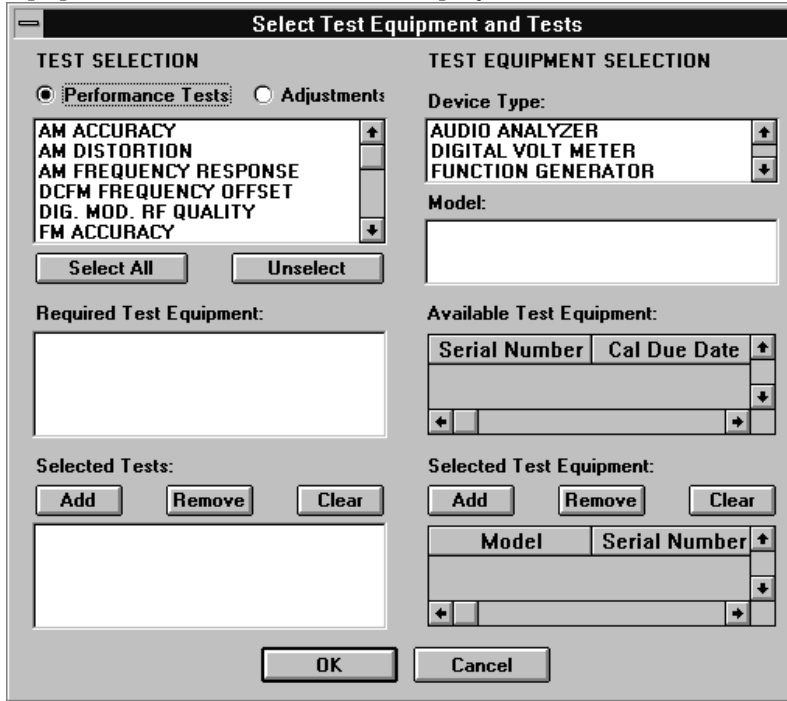 Select Test Equipment and Tests
TEST SELECTION
Performance Tests Adjustments
AM ACCURACY
AM DISTORTION
AM FREQUENCY RESPONSE
DCFM FREQUENCY OFFSET
DIG. MOD. RF QUALITY
FM ACCURACY
Select All Unselect
Required Test Equipment:
Selected Tests:
Add Remove Clear
TEST EQUIPMENT SELECTION
Device Type:
AUDIO ANALYZER
DIGITAL VOLT METER
FUNCTION GENERATOR
Model:
Available Test Equipment:
Serial Number Cal Due Date
Selected Test Equipment:
Add Remove Clear
Model Serial Number
OK Cancel